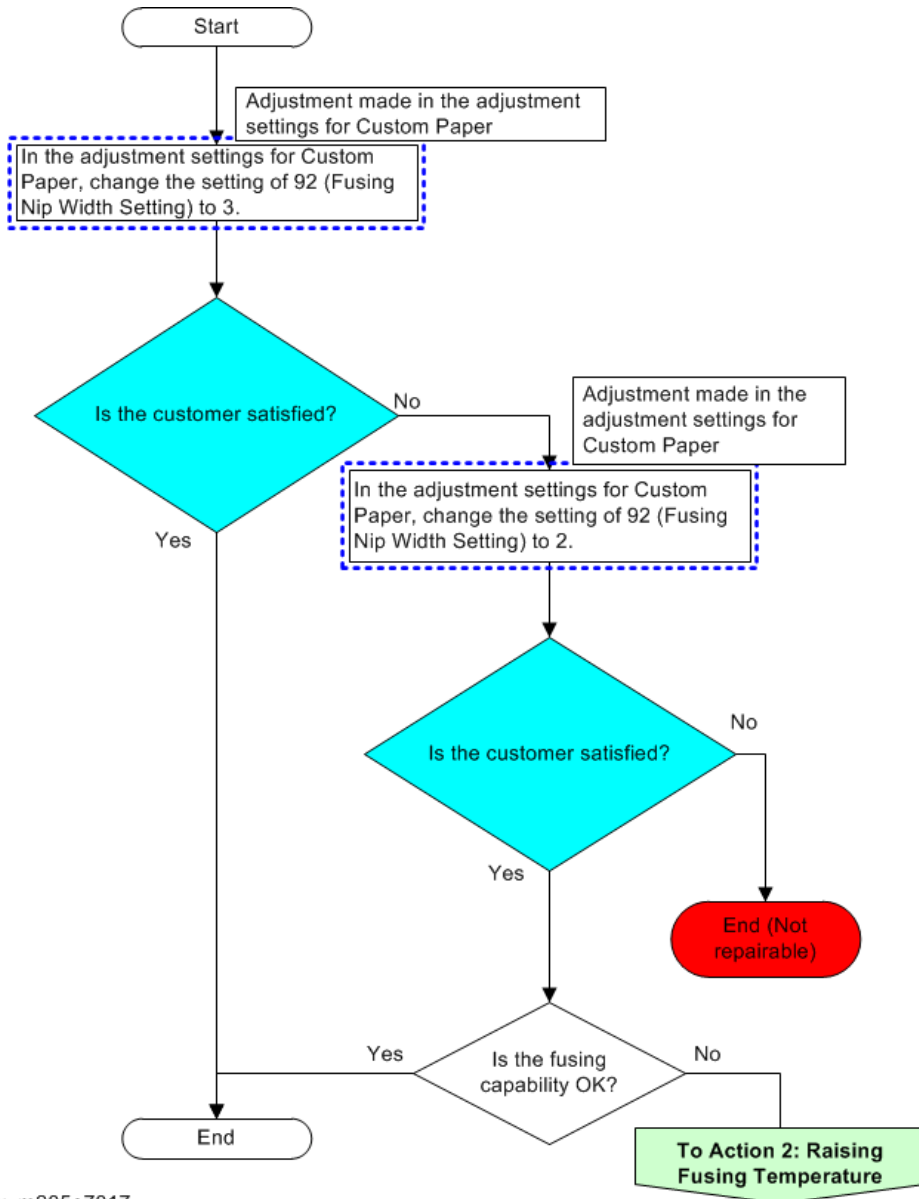 Start
Adjustment made in the adjustment
settings for Custom Paper
In the adjustment settings for Custom
Paper, change the setting of 92 (Fusing
Nip Width Setting) to 3.
Is the customer satisfied?
No
Yes
Adjustment made in the
adjustment settings for
Custom Paper
In the adjustment settings for Custom
Paper, change the setting of 92 (Fusing
Nip Width Setting) to 2.
Is the customer satisfied?
No
Yes
End (Not
repairable)
Is the fusing
capability OK?
Yes
No
End
To Action 2: Raising
Fusing Temperature